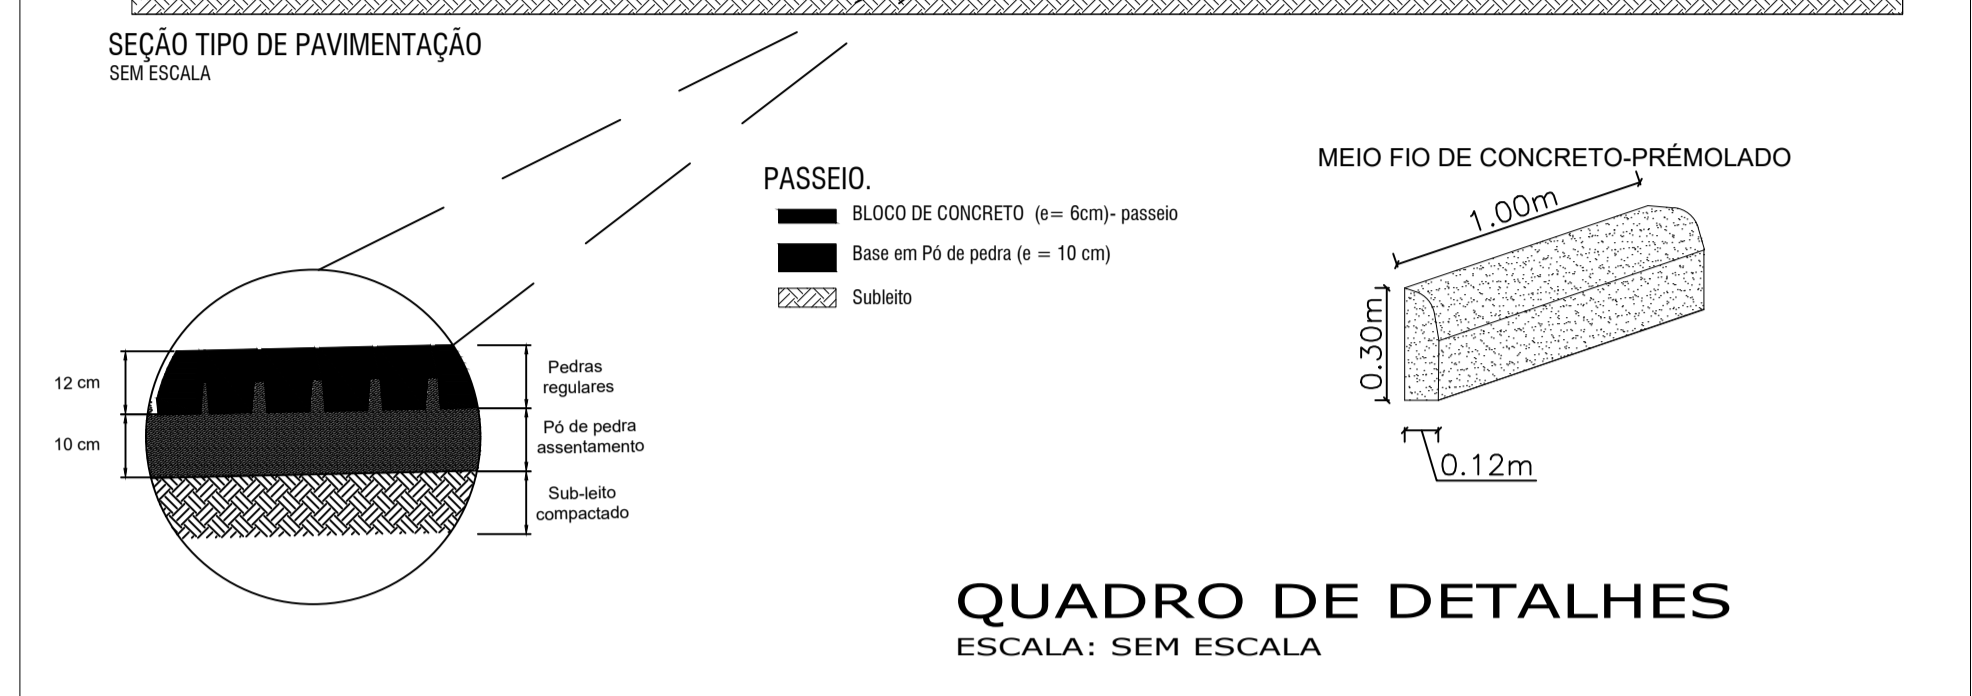 SEÇÃO TIPO DE PAVIMENTAÇÃO
SEM ESCALA
PASSEIO.
BLOCO DE CONCRETO (e= 6cm)- passeio
Base em Pó de pedra (e = 10 cm)
Subleito
MEIO FIO DE CONCRETO-PRÉMOLADO
1.00m
0.30m
0.12m
12 cm
10 cm
Pedras
regulares
Pó de pedra
assentamento
Sub-leito
compactado
QUADRO DE DETALHES
ESCALA: SEM ESCALA